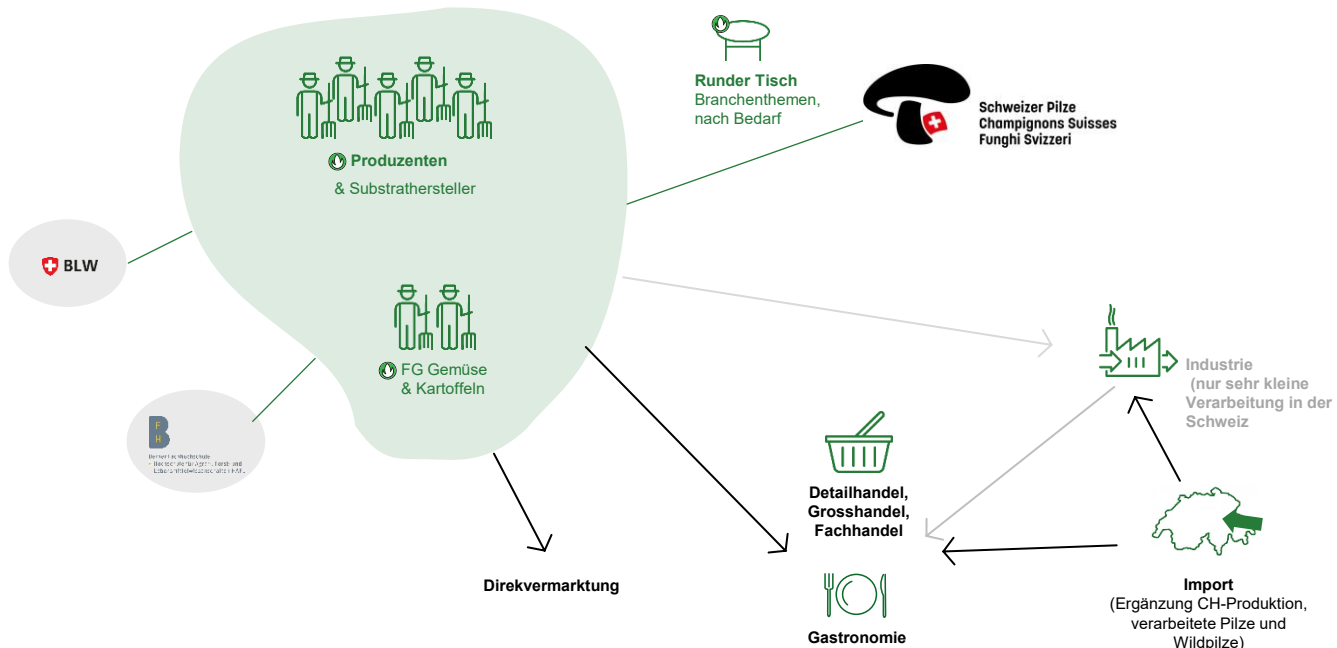 Runder Tisch
Branchenthemen,
nach Bedarf
Schweizer Pilze
Champignons Suisses
Funghi Svizzeri
Produzenten
& Substrathersteller
BLW
FG Gemüse
& Kartoffeln
Industrie
(nur sehr kleine
Verarbeitung in der
Schweiz
B
F
H
Detailhandel,
Grosshandel,
Fachhandel
Direkvermarktung
Import
(Ergänzung CH-Produktion,
verarbeitete Pilze und
Wildpilze)
Gastronomie